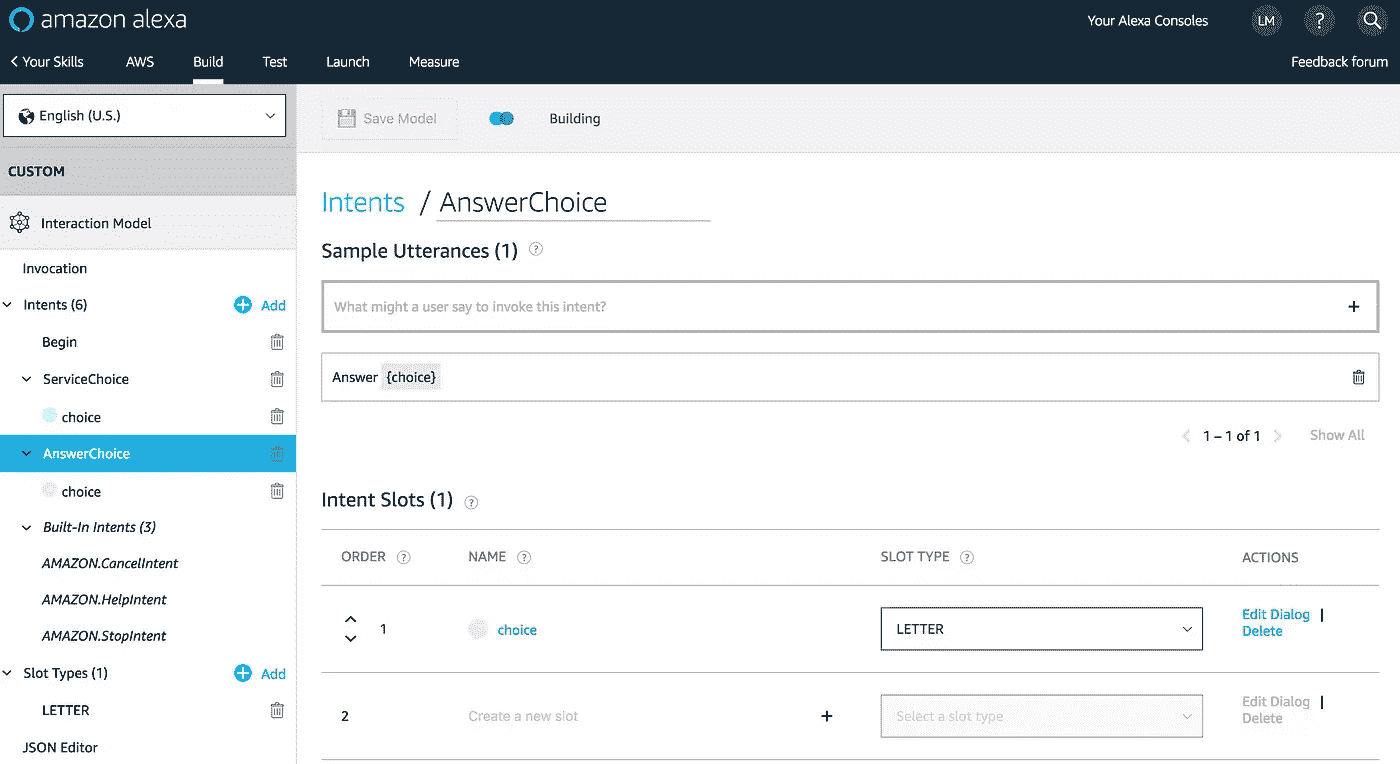 amazon alexa
Your Alexa Consoles
LM
?
Your Skills
AWS
Build
Test
Launch
Measure
Feedback forum
English (U.S.)
Save Model
Building
CUSTOM
Interaction Model
Invocation
Intents (6)
Add
Begin
ServiceChoice
choice
AnswerChoice
choice
Built-In Intents (3)
AMAZON.CancelIntent
AMAZON.HelpIntent
AMAZON.StopIntent
Slot Types (1)
Add
LETTER
JSON Editor
Intents / AnswerChoice
Sample Utterances (1) ?
What might a user say to invoke this intent? +
Answer {choice}
1 – 1 of 1
Show All
Intent Slots (1) ?
ORDER ? NAME ? SLOT TYPE ? ACTIONS
1 choice LETTER
Edit Dialog |
Delete
2 Create a new slot + Select a slot type
Edit Dialog |
Delete